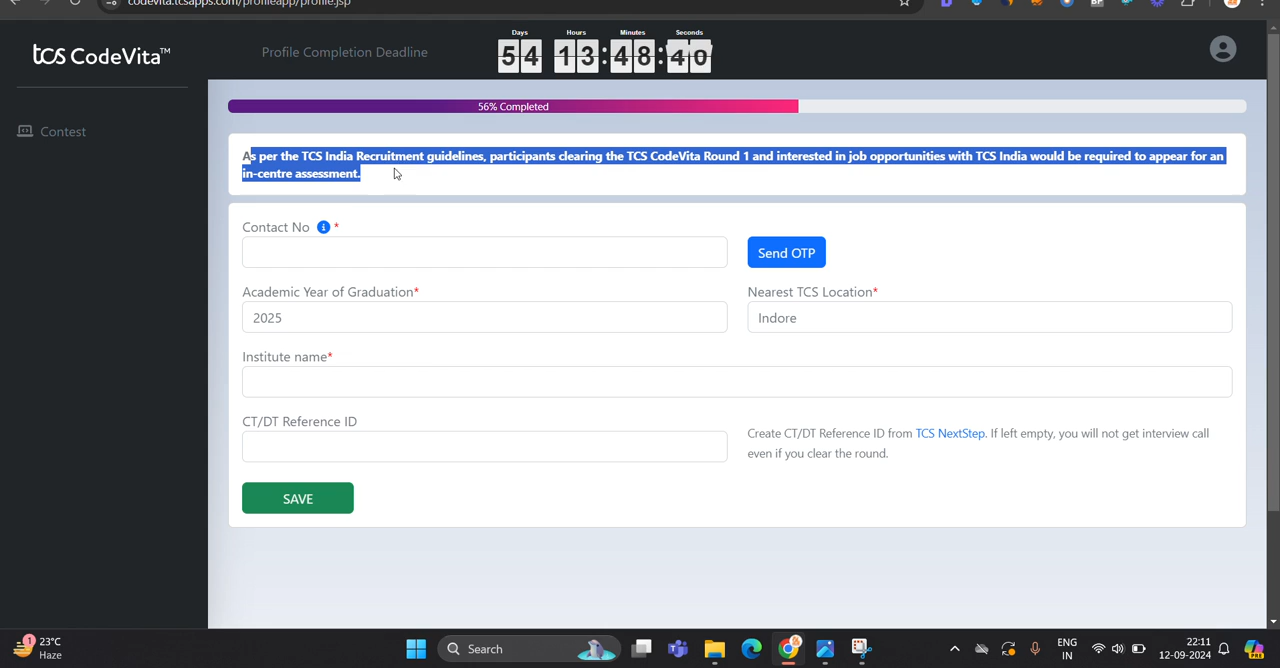 codevita.tcsapps.com/profileapp/profile.jsp
tcs CodeVita™
Profile Completion Deadline
Days Hours Minutes Seconds
54 13:48:40
56% Completed
Contest
As per the TCS India Recruitment guidelines, participants clearing the TCS CodeVita Round 1 and interested in job opportunities with TCS India would be required to appear for an
in-centre assessment.
Contact No i *
Send OTP
Academic Year of Graduation*
Nearest TCS Location*
2025
Indore
Institute name*
CT/DT Reference ID
Create CT/DT Reference ID from TCS NextStep. If left empty, you will not get interview call
even if you clear the round.
SAVE
1
23°C
Haze
Search
ENG
IN
22:11
12-09-2024